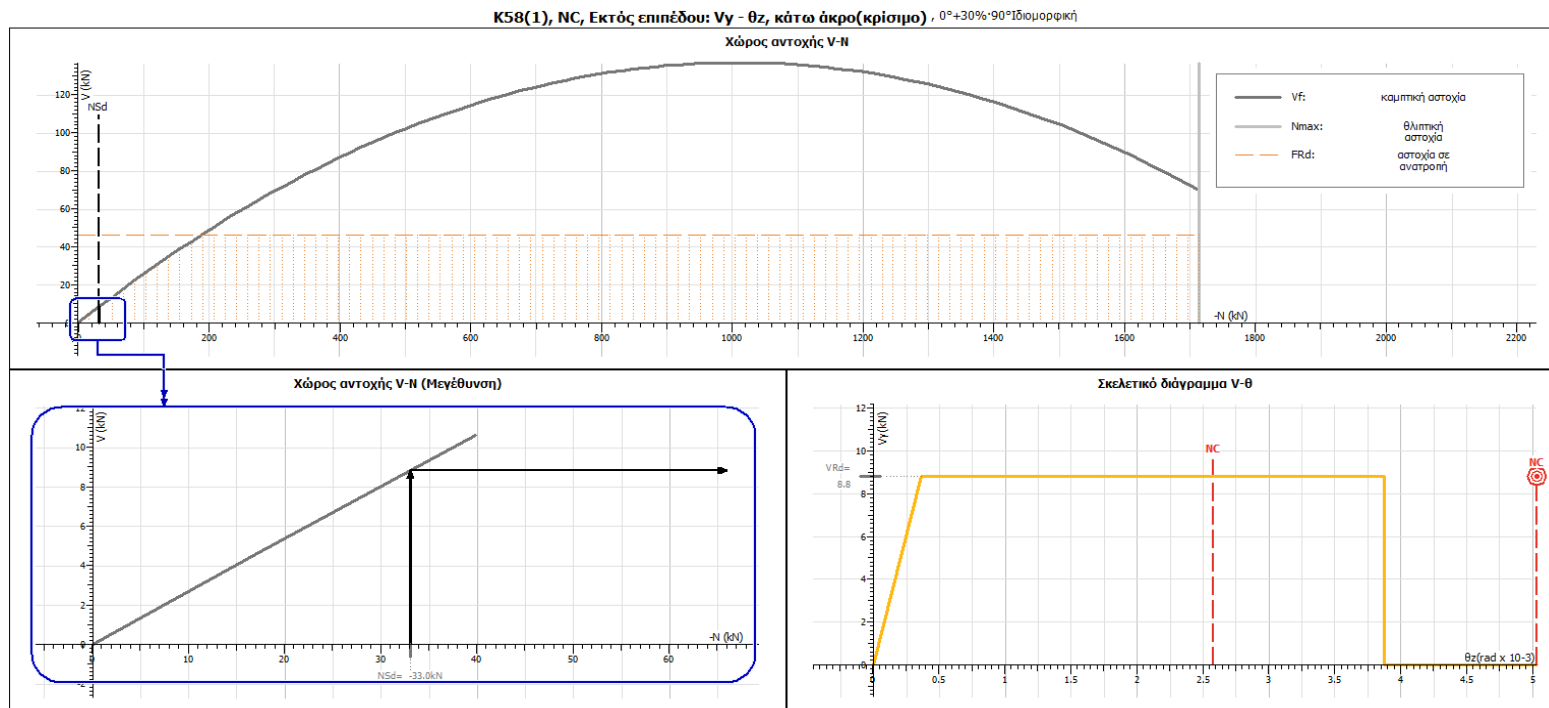 K58(1), NC, Εκτός επιπέδου: Vy - θz, κάτω άκρο(κρίσιμο) , 0°+30%·90°Ιδιομορφική
Χώρος αντοχής V-N
V (kN)
NSd
120
100
80
60
40
20
200 400 600 800 1000 1200 1400 1600 1800 2000 2200
-N (kN)
Vf: καμπτική αστοχία
Nmax: θλιπτική
αστοχία
FRd: αστοχία σε
ανατροπή
Χώρος αντοχής V-N (Μεγέθυνση)
V (kN)
12
10
8
6
4
2
0
-2
0 10 20 30 40 50 60
-N (kN)
NSd= -33.0kN
Σκελετικό διάγραμμα V-θ
Vy(kN)
12
10
8
6
4
2
0
VRd=
8.8
NC
NC
θz(rad x 10-3)
0 0.5 1 1.5 2 2.5 3 3.5 4 4.5 5